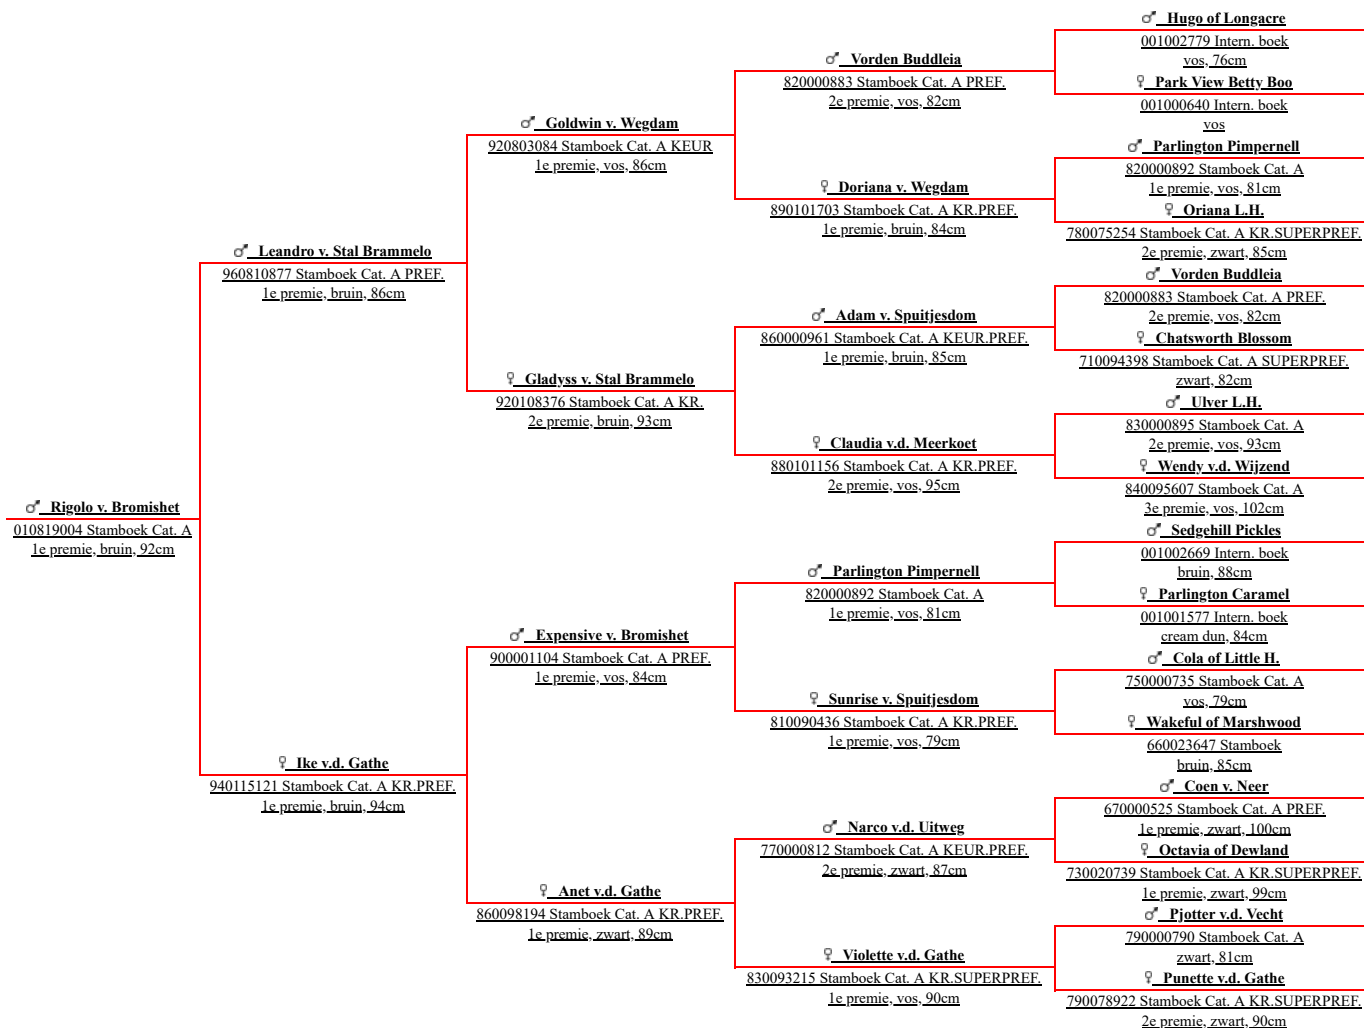 Hugo of Longacre
001002779 Intern. boek
vos, 76cm
Vorden Buddleia
820000883 Stamboek Cat. A PREF.
2e premie, vos, 82cm
Park View Betty Boo
001000640 Intern. boek
vos
Goldwin v. Wegdam
920803084 Stamboek Cat. A KEUR
1e premie, vos, 86cm
Parlington Pimpernell
820000892 Stamboek Cat. A
1e premie, vos, 81cm
Doriana v. Wegdam
890101703 Stamboek Cat. A KR.PREF.
1e premie, bruin, 84cm
Oriana L.H.
780075254 Stamboek Cat. A KR.SUPERPREF.
2e premie, zwart, 85cm
Leandro v. Stal Brammelo
960810877 Stamboek Cat. A PREF.
1e premie, bruin, 86cm
Vorden Buddleia
820000883 Stamboek Cat. A PREF.
2e premie, vos, 82cm
Adam v. Spuitjesdom
860000961 Stamboek Cat. A KEUR.PREF.
1e premie, bruin, 85cm
Chatsworth Blossom
710094398 Stamboek Cat. A SUPERPREF.
zwart, 82cm
Gladyss v. Stal Brammelo
920108376 Stamboek Cat. A KR.
2e premie, bruin, 93cm
Ulver L.H.
830000895 Stamboek Cat. A
2e premie, vos, 93cm
Claudia v.d. Meerkoet
880101156 Stamboek Cat. A KR.PREF.
2e premie, vos, 95cm
Wendy v.d. Wijzend
840095607 Stamboek Cat. A
3e premie, vos, 102cm
Rigolo v. Bromishet
010819004 Stamboek Cat. A
1e premie, bruin, 92cm
Sedgehill Pickles
001002669 Intern. boek
bruin, 88cm
Parlington Pimpernell
820000892 Stamboek Cat. A
1e premie, vos, 81cm
Parlington Caramel
001001577 Intern. boek
cream dun, 84cm
Expensive v. Bromishet
900001104 Stamboek Cat. A PREF.
1e premie, vos, 84cm
Cola of Little H.
750000735 Stamboek Cat. A
vos, 79cm
Sunrise v. Spuitjesdom
810090436 Stamboek Cat. A KR.PREF.
1e premie, vos, 79cm
Wakeful of Marshwood
660023647 Stamboek
bruin, 85cm
Ike v.d. Gathe
940115121 Stamboek Cat. A KR.PREF.
1e premie, bruin, 94cm
Coen v. Neer
670000525 Stamboek Cat. A PREF.
1e premie, zwart, 100cm
Narco v.d. Uitweg
770000812 Stamboek Cat. A KEUR.PREF.
2e premie, zwart, 87cm
Octavia of Dewland
730020739 Stamboek Cat. A KR.SUPERPREF.
1e premie, zwart, 99cm
Anet v.d. Gathe
860098194 Stamboek Cat. A KR.PREF.
1e premie, zwart, 89cm
Pjotter v.d. Vecht
790000790 Stamboek Cat. A
zwart, 81cm
Violette v.d. Gathe
830093215 Stamboek Cat. A KR.SUPERPREF.
1e premie, vos, 90cm
Punette v.d. Gathe
790078922 Stamboek Cat. A KR.SUPERPREF.
2e premie, zwart, 90cm